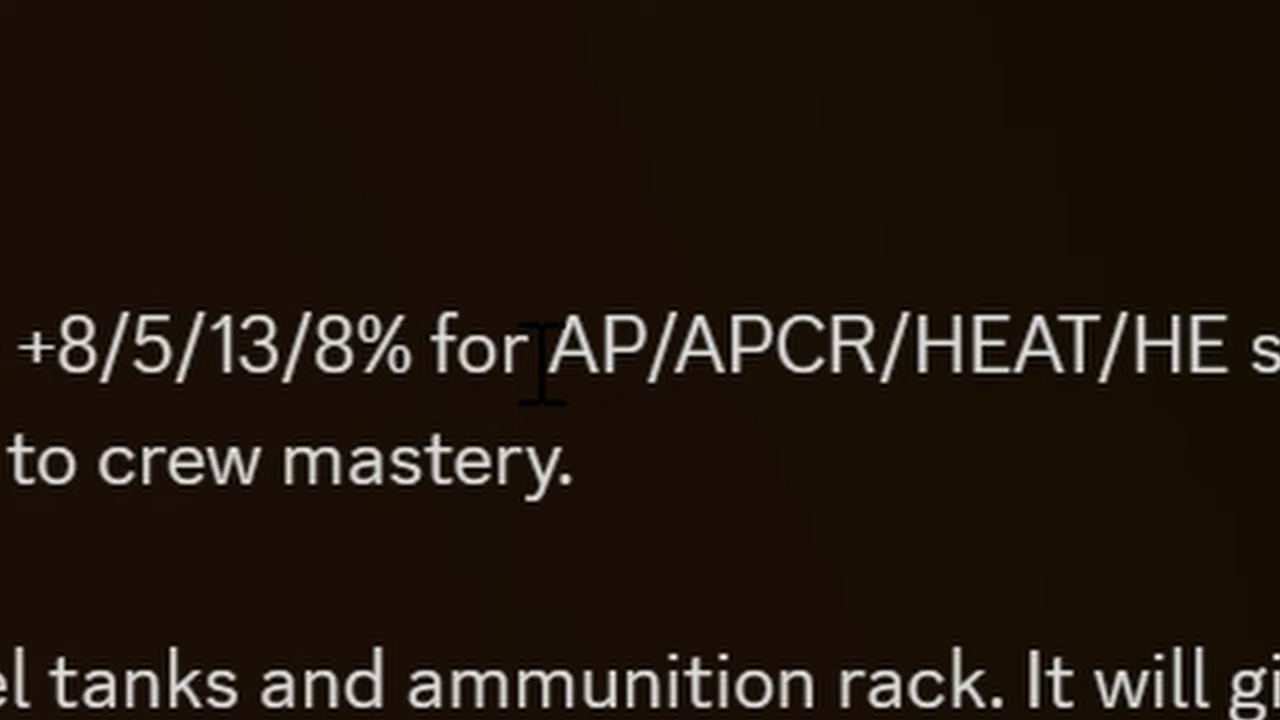 +8/5/13/8% for AP/APCR/HEAT/HE
to crew mastery.
tanks and ammunition rack. It will